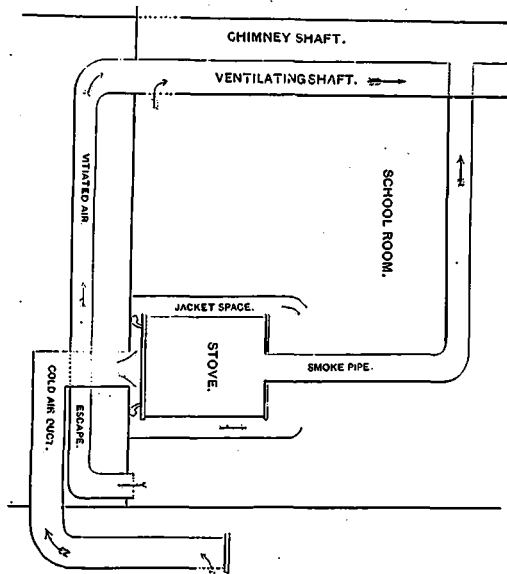 CHIMNEY SHAFT.
VENTILATING SHAFT.
VITIATED AIR.
SCHOOL ROOM.
JACKET SPACE.
STOVE.
SMOKE PIPE.
COLD AIR DUCT.
ESCAPE.